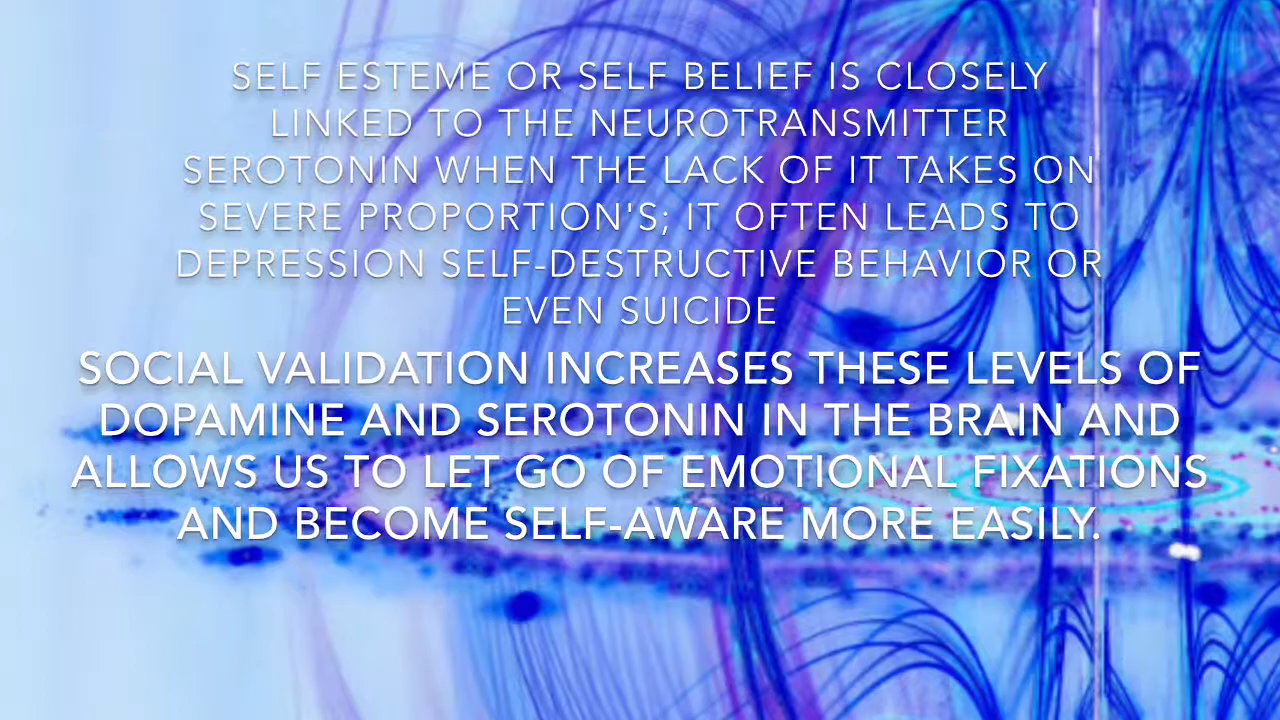 SELF ESTEME OR SELF BELIEF IS CLOSELY
LINKED TO THE NEUROTRANSMITTER
SEROTONIN WHEN THE LACK OF IT TAKES ON
SEVERE PROPORTION'S; IT OFTEN LEADS TO
DEPRESSION SELF-DESTRUCTIVE BEHAVIOR OR
EVEN SUICIDE
SOCIAL VALIDATION INCREASES THESE LEVELS OF
DOPAMINE AND SEROTONIN IN THE BRAIN AND
ALLOWS US TO LET GO OF EMOTIONAL FIXATIONS
AND BECOME SELF-AWARE MORE EASILY.